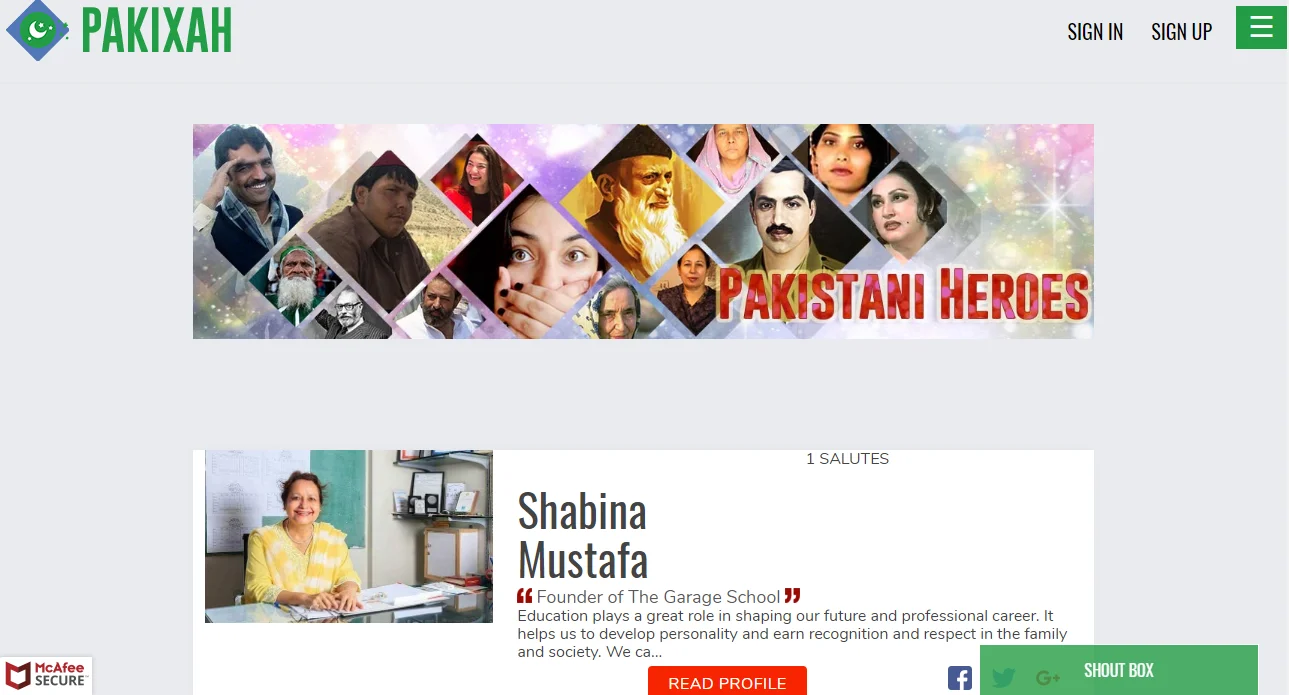 PAKIXAH
SIGN IN SIGN UP
PAKISTANI HEROES
1 SALUTES
Shabina
Mustafa
Founder of The Garage School
Education plays a great role in shaping our future and professional career. It
helps us to develop personality and earn recognition and respect in the family
and society. We ca...
READ PROFILE
G+
SHOUT BOX
McAfee
SECURE™